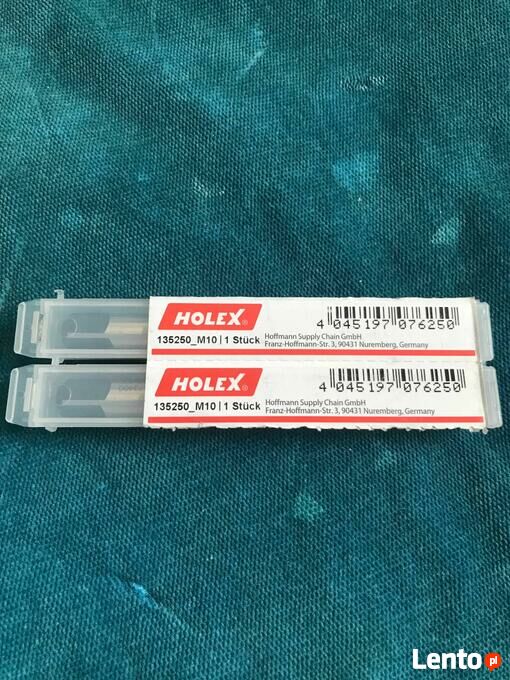 HOLEX®
4 045197 076250
135250_M10 | 1 Stück
Hoffmann Supply Chain GmbH
Franz-Hoffmann-Str. 3, 90431 Nuremberg, Germany
HOLEX®
4 045197 076250
135250_M10 | 1 Stück
Hoffmann Supply Chain GmbH
Franz-Hoffmann-Str. 3, 90431 Nuremberg, Germany
Lento pl